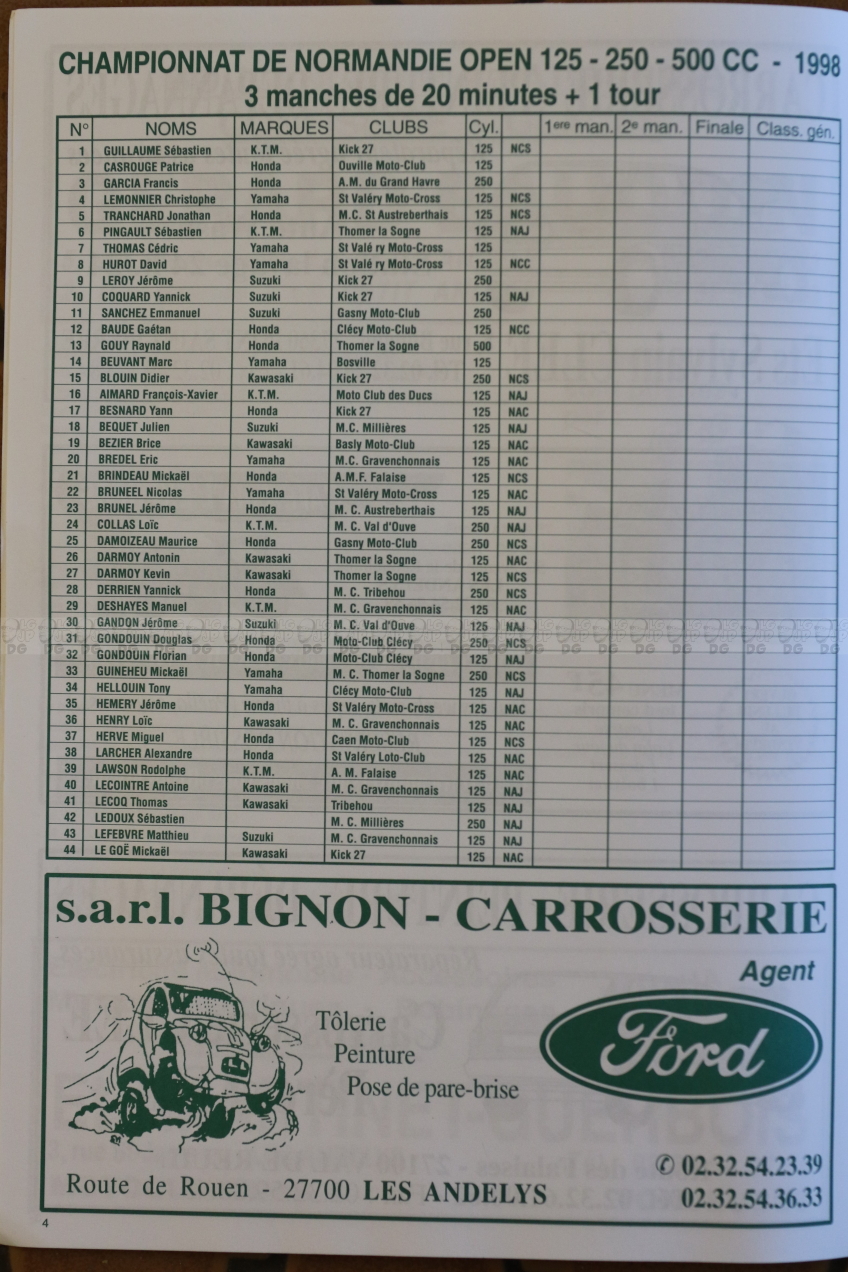 CHAMPIONNAT DE NORMANDIE OPEN 125 - 250 - 500 CC - 1998
3 manches de 20 minutes + 1 tour
N° NOMS MARQUES CLUBS Cyl. 1ere man. 2e man. Finale Class. gén.
1 GUILLAUME Sébastien K.T.M. Kick 27 125 NCS
2 CASROUGE Patrice Honda Ouville Moto-Club 125
3 GARCIA Francis Honda A.M. du Grand Havre 250
4 LEMONNIER Christophe Yamaha St Valéry Moto-Cross 125 NCS
5 TRANCHARD Jonathan Honda M.C. St Austreberthais 125 NCS
6 PINGAULT Sébastien K.T.M. Thomer la Sogne 125 NAJ
7 THOMAS Cédric Yamaha St Valé ry Moto-Cross 125
8 HUROT David Yamaha St Valé ry Moto-Cross 125 NCC
9 LEROY Jérôme Suzuki Kick 27 250
10 COQUARD Yannick Suzuki Kick 27 125 NAJ
11 SANCHEZ Emmanuel Suzuki Gasny Moto-Club 250
12 BAUDE Gaétan Honda Clécy Moto-Club 125 NCC
13 GOUY Raynald Honda Thomer la Sogne 500
14 BEUVANT Marc Yamaha Bosville 125
15 BLOUIN Didier Kawasaki Kick 27 250 NCS
16 AIMARD François-Xavier K.T.M. Moto Club des Ducs 125 NAJ
17 BESNARD Yann Honda Kick 27 125 NAC
18 BEQUET Julien Suzuki M.C. Millières 125 NAJ
19 BEZIER Brice Kawasaki Basly Moto-Club 125 NAC
20 BREDEL Eric Yamaha M.C. Gravenchonnais 125 NAC
21 BRINDEAU Mickaël Honda A.M.F. Falaise 125 NCS
22 BRUNEEL Nicolas Yamaha St Valéry Moto-Cross 125 NAC
23 BRUNEL Jérôme Honda M. C. Austreberthais 125 NAJ
24 COLLAS Loïc K.T.M. M. C. Val d'Ouve 250 NAJ
25 DAMOIZEAU Maurice Honda Gasny Moto-Club 250 NCS
26 DARMOY Antonin Kawasaki Thomer la Sogne 125 NAC
27 DARMOY Kevin Kawasaki Thomer la Sogne 125 NCS
28 DERRIEN Yannick Honda M. C. Tribehou 250 NCS
29 DESHAYES Manuel K.T.M. M. C. Gravenchonnais 125 NAC
30 GANDON Jérôme Suzuki M. C. Val d'Ouve 125 NAJ
31 GONDOUIN Douglas Honda Moto-Club Clécy 250 NCS
32 GONDOUIN Florian Honda Moto-Club Clécy 125 NAJ
33 GUINEHEU Mickaël Yamaha M. C. Thomer la Sogne 250 NCS
34 HELLOUIN Tony Yamaha Clécy Moto-Club 125 NAJ
35 HEMERY Jérôme Honda St Valéry Moto-Cross 125 NAC
36 HENRY Loïc Kawasaki M. C. Gravenchonnais 125 NAC
37 HERVE Miguel Honda Caen Moto-Club 125 NCS
38 LARCHER Alexandre Honda St Valéry Loto-Club 125 NAC
39 LAWSON Rodolphe K.T.M. A. M. Falaise 125 NAC
40 LECOINTRE Antoine Kawasaki M. C. Gravenchonnais 125 NAJ
41 LECOQ Thomas Kawasaki Tribehou 125 NAJ
42 LEDOUX Sébastien M. C. Millières 250 NAJ
43 LEFEBVRE Matthieu Suzuki M. C. Gravenchonnais 125 NAJ
44 LE GOË Mickaël Kawasaki Kick 27 125 NAC
s.a.r.l. BIGNON - CARROSSERIE
Agent
Ford
Tôlerie
Peinture
Pose de pare-brise
✆ 02.32.54.23.39
Route de Rouen - 27700 LES ANDELYS
02.32.54.36.33
4